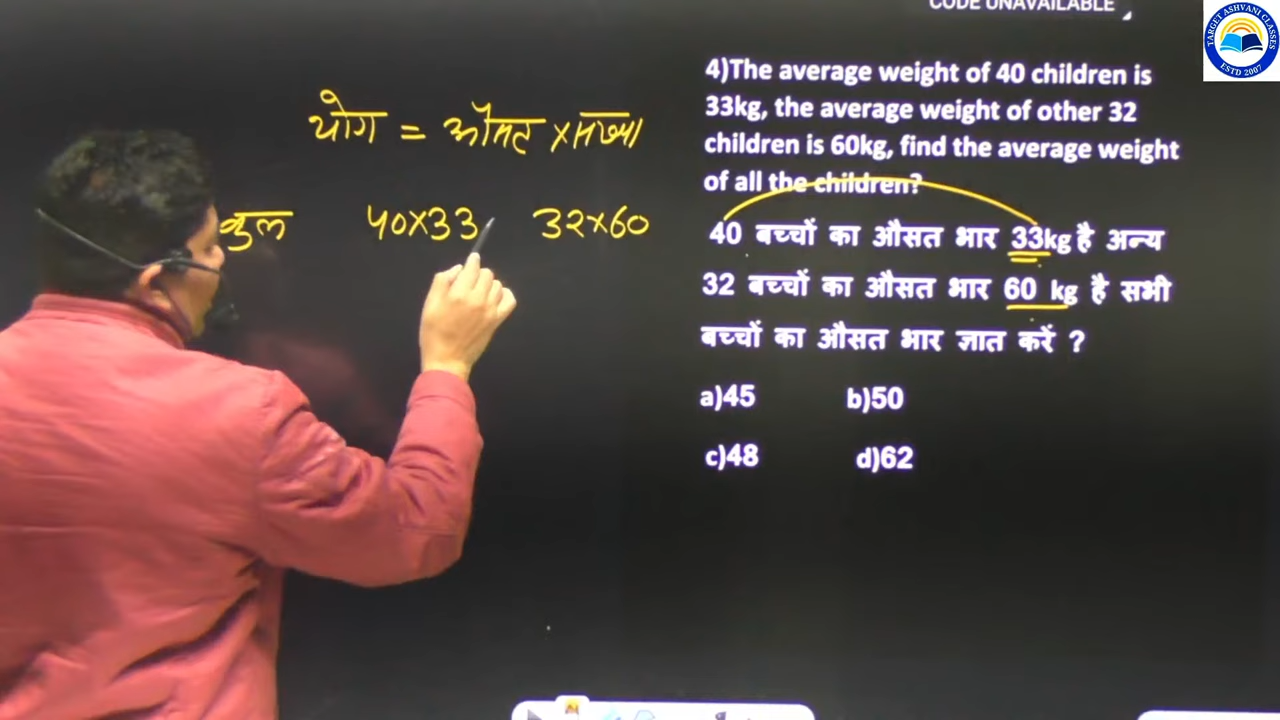 CODE UNAVAILABLE
TARGET ASHVANI CLASSES
ESTD 2007
योग = औसत × संख्या
कुल 40×33 32×60
4)The average weight of 40 children is
33kg, the average weight of other 32
children is 60kg, find the average weight
of all the children?
40 बच्चों का औसत भार 33kg है अन्य
32 बच्चों का औसत भार 60 kg है सभी
बच्चों का औसत भार ज्ञात करें ?
a)45 b)50
c)48 d)62